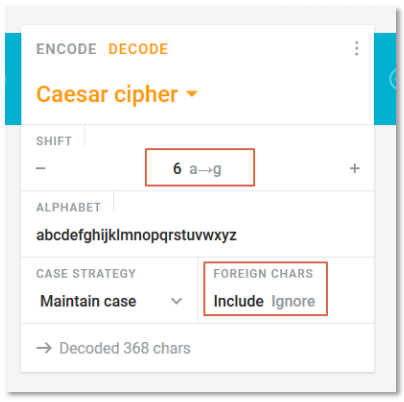 ENCODE DECODE
Caesar cipher
SHIFT
− 6 a→g +
ALPHABET
abcdefghijklmnopqrstuvwxyz
CASE STRATEGY FOREIGN CHARS
Maintain case Include Ignore
→ Decoded 368 chars